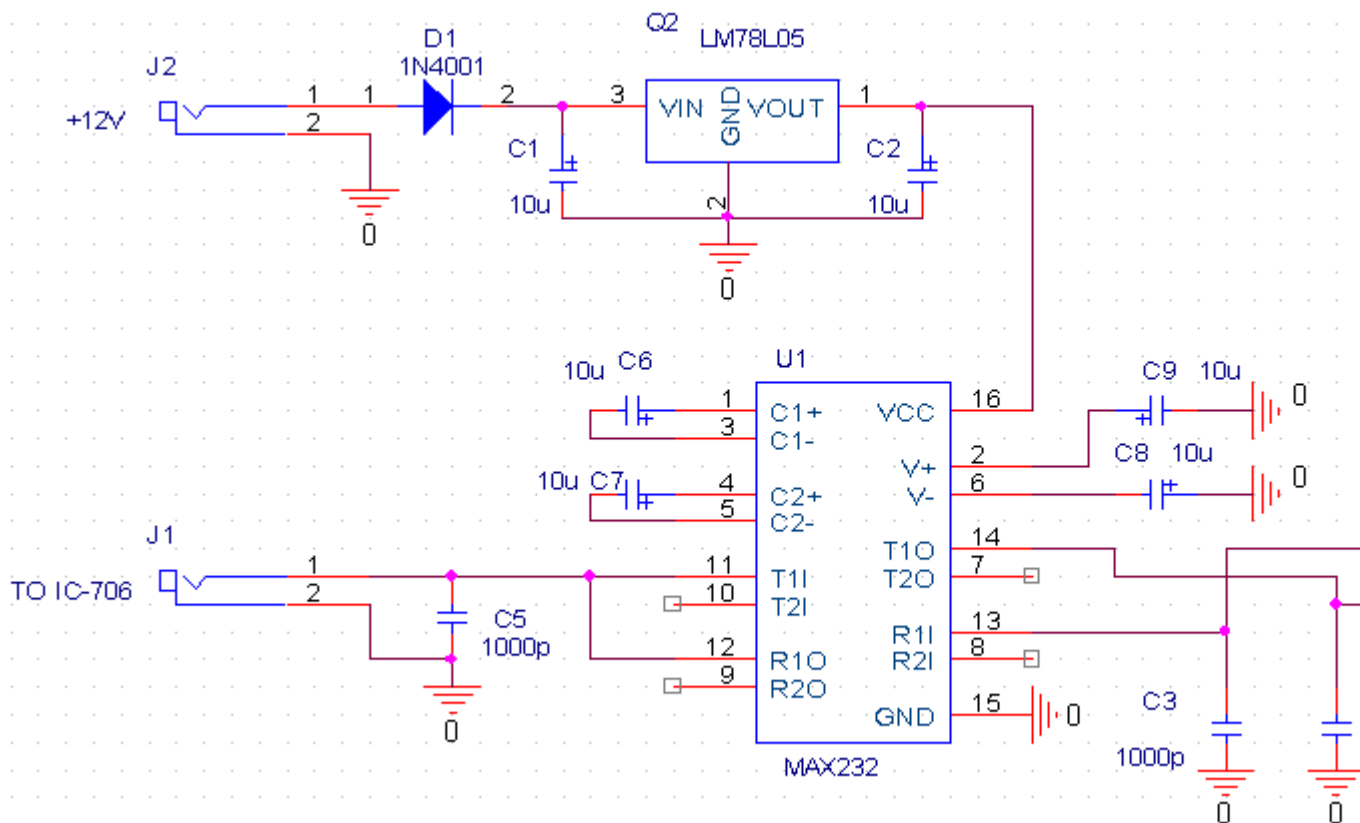 Q2
LM78L05
D1
1N4001
J2
+12V
1
2
1
2
3
VIN
GND
VOUT
1
2
C1
10u
C2
10u
0
0
U1
10u
C6
1
3
C1+
C1-
10u
C7
4
5
C2+
C2-
VCC
16
V+
2
V-
6
C9
10u
0
C8
10u
0
J1
TO IC-706
1
2
C5
1000p
0
11
T1I
10
T2I
12
R1O
9
R2O
T1O
14
T2O
7
R1I
13
R2I
8
GND
15
0
MAX232
C3
1000p
0
0